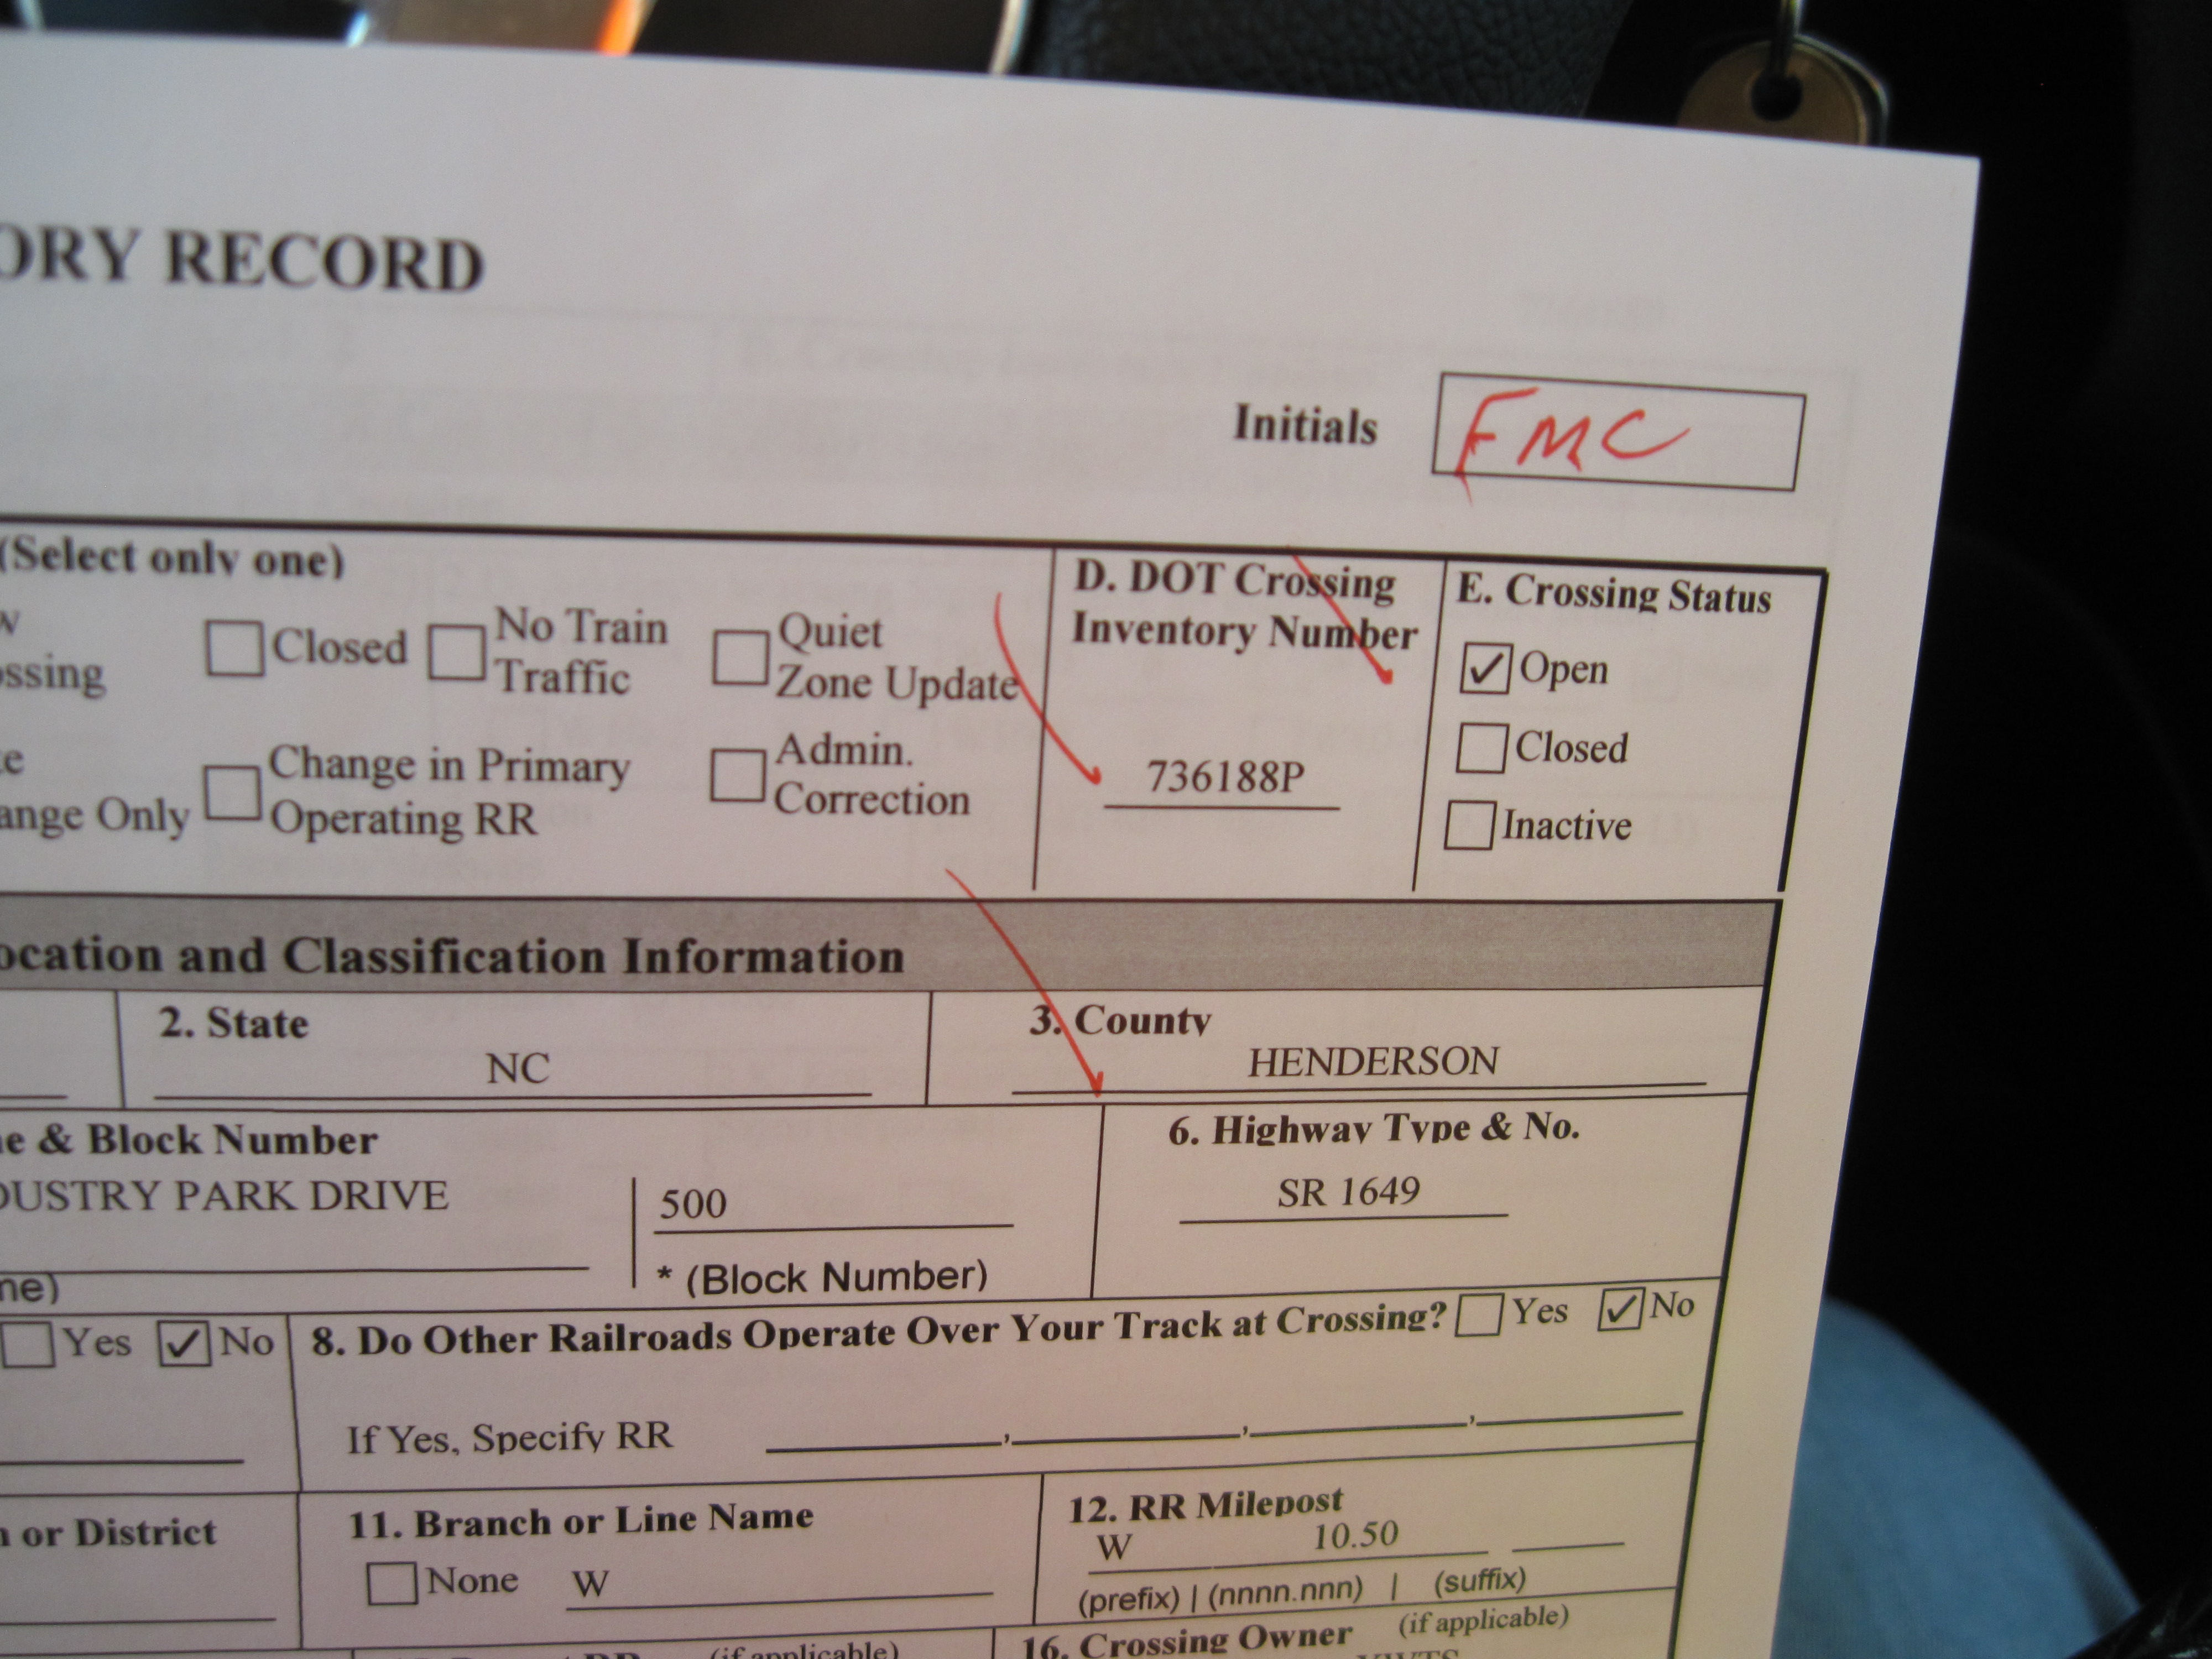 ORY RECORD
Initials FMC
(Select only one)
D. DOT Crossing
Inventory Number
736188P
E. Crossing Status
Open
Closed
Inactive
ossing
Closed
No Train
Traffic
Quiet
Zone Update
ange Only
Change in Primary
Operating RR
Admin.
Correction
ocation and Classification Information
2. State
NC
3. County
HENDERSON
e & Block Number
DUSTRY PARK DRIVE
500
* (Block Number)
6. Highway Type & No.
SR 1649
me)
Yes No
8. Do Other Railroads Operate Over Your Track at Crossing? Yes No
If Yes, Specify RR , , ,
n or District
11. Branch or Line Name
None W
12. RR Milepost
W 10.50
(prefix) | (nnnn.nnn) | (suffix)
(if applicable)
16. Crossing Owner (if applicable)